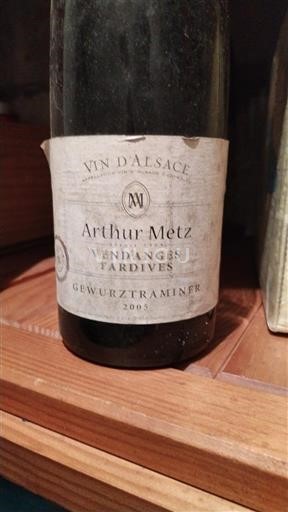 VIN D'ALSACE
AM
Arthur Metz
VENDANGES
TARDIVES
GEWURZTRAMINER
2005